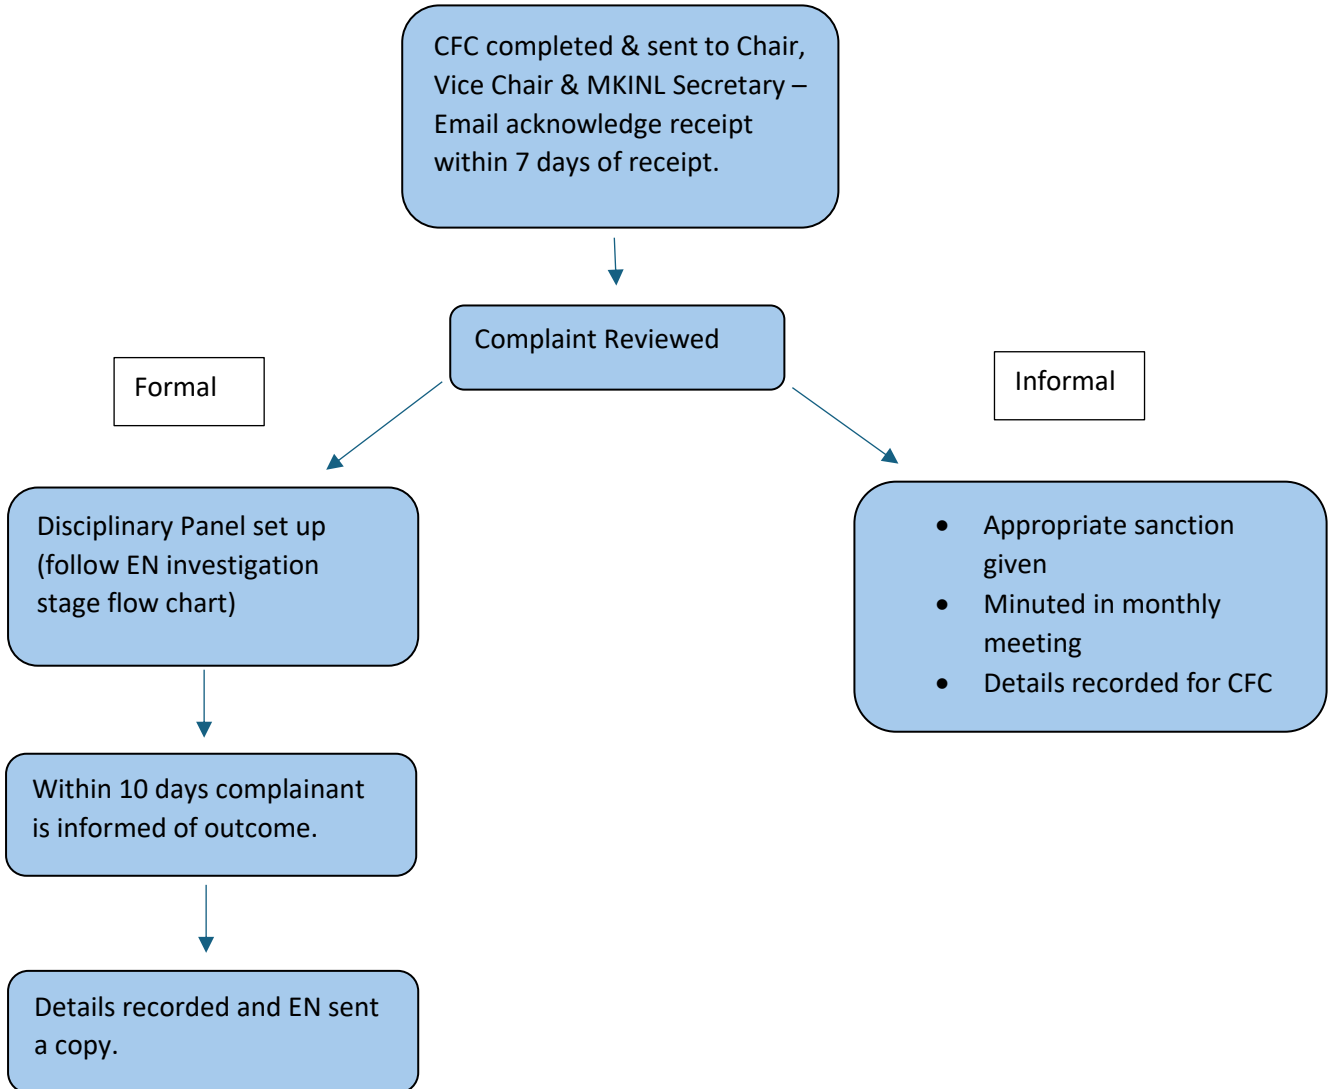 CFC completed & sent to Chair,
Vice Chair & MKINL Secretary –
Email acknowledge receipt
within 7 days of receipt.
Complaint Reviewed
Formal
Informal
Disciplinary Panel set up
(follow EN investigation
stage flow chart)
• Appropriate sanction
given
• Minuted in monthly
meeting
• Details recorded for CFC
Within 10 days complainant
is informed of outcome.
Details recorded and EN sent
a copy.